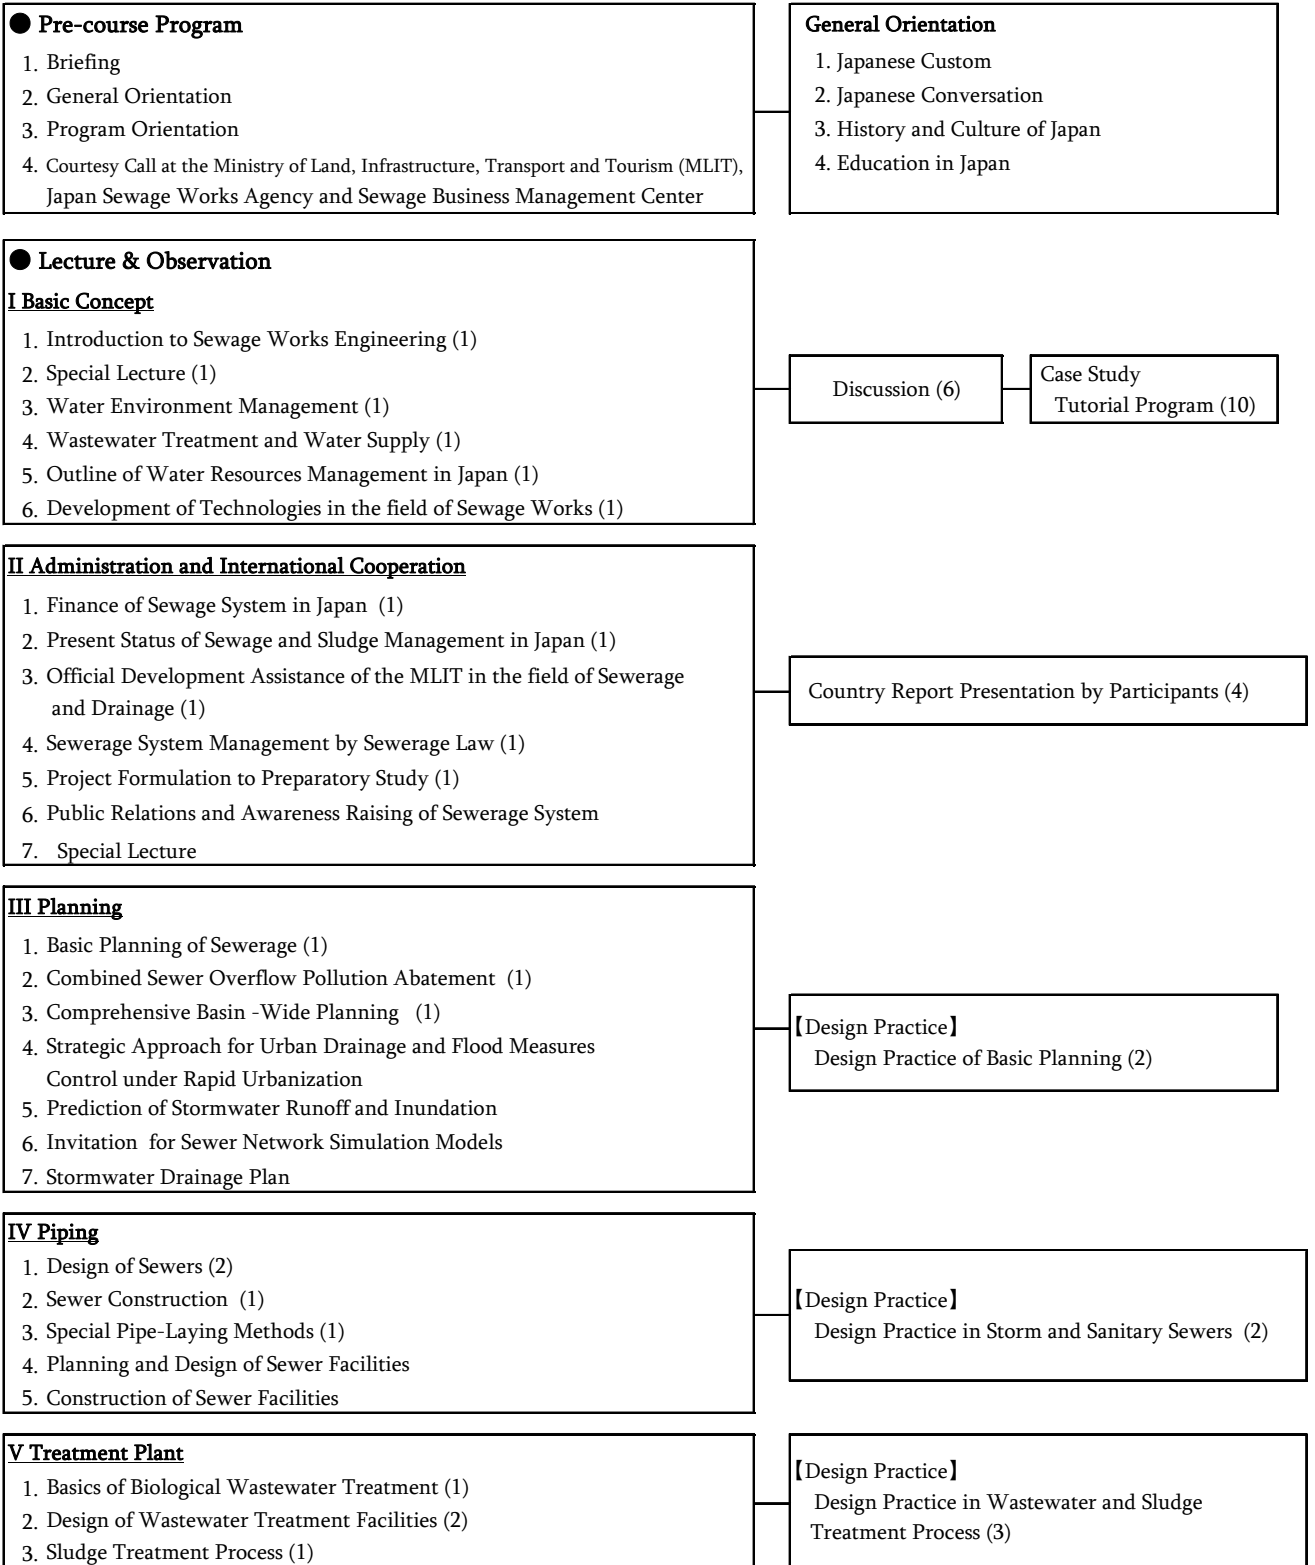 ● Pre-course Program
1. Briefing
2. General Orientation
3. Program Orientation
4. Courtesy Call at the Ministry of Land, Infrastructure, Transport and Tourism (MLIT),
Japan Sewage Works Agency and Sewage Business Management Center
General Orientation
1. Japanese Custom
2. Japanese Conversation
3. History and Culture of Japan
4. Education in Japan
● Lecture & Observation
I Basic Concept
1. Introduction to Sewage Works Engineering (1)
2. Special Lecture (1)
3. Water Environment Management (1)
4. Wastewater Treatment and Water Supply (1)
5. Outline of Water Resources Management in Japan (1)
6. Development of Technologies in the field of Sewage Works (1)
Discussion (6)
Case Study
Tutorial Program (10)
II Administration and International Cooperation
1. Finance of Sewage System in Japan (1)
2. Present Status of Sewage and Sludge Management in Japan (1)
3. Official Development Assistance of the MLIT in the field of Sewerage
and Drainage (1)
4. Sewerage System Management by Sewerage Law (1)
5. Project Formulation to Preparatory Study (1)
6. Public Relations and Awareness Raising of Sewerage System
7. Special Lecture
Country Report Presentation by Participants (4)
III Planning
1. Basic Planning of Sewerage (1)
2. Combined Sewer Overflow Pollution Abatement (1)
3. Comprehensive Basin -Wide Planning (1)
4. Strategic Approach for Urban Drainage and Flood Measures
Control under Rapid Urbanization
5. Prediction of Stormwater Runoff and Inundation
6. Invitation for Sewer Network Simulation Models
7. Stormwater Drainage Plan
【Design Practice】
Design Practice of Basic Planning (2)
IV Piping
1. Design of Sewers (2)
2. Sewer Construction (1)
3. Special Pipe-Laying Methods (1)
4. Planning and Design of Sewer Facilities
5. Construction of Sewer Facilities
【Design Practice】
Design Practice in Storm and Sanitary Sewers (2)
V Treatment Plant
1. Basics of Biological Wastewater Treatment (1)
2. Design of Wastewater Treatment Facilities (2)
3. Sludge Treatment Process (1)
【Design Practice】
Design Practice in Wastewater and Sludge
Treatment Process (3)